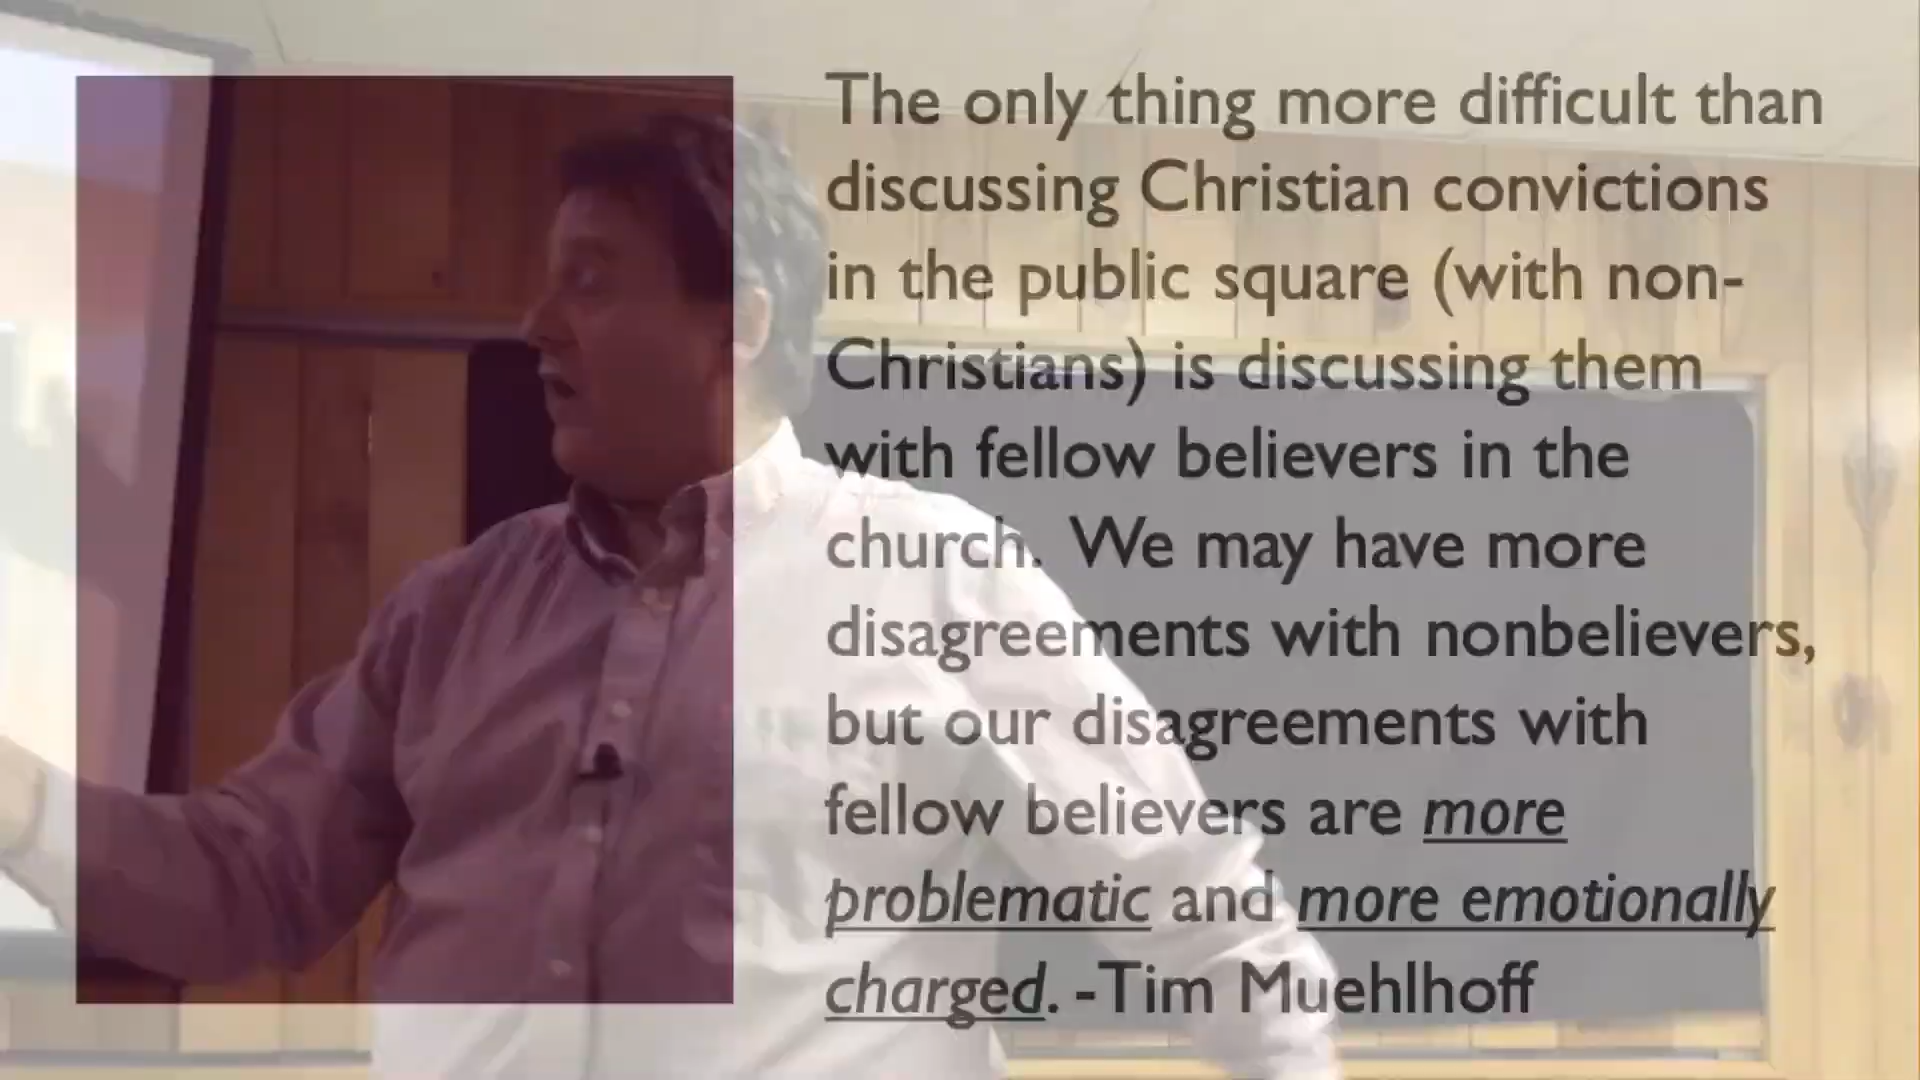 The only thing more difficult than
discussing Christian convictions
in the public square (with non-
Christians) is discussing them
with fellow believers in the
church. We may have more
disagreements with nonbelievers,
but our disagreements with
fellow believers are more
problematic and more emotionally
charged. -Tim Muehlhoff